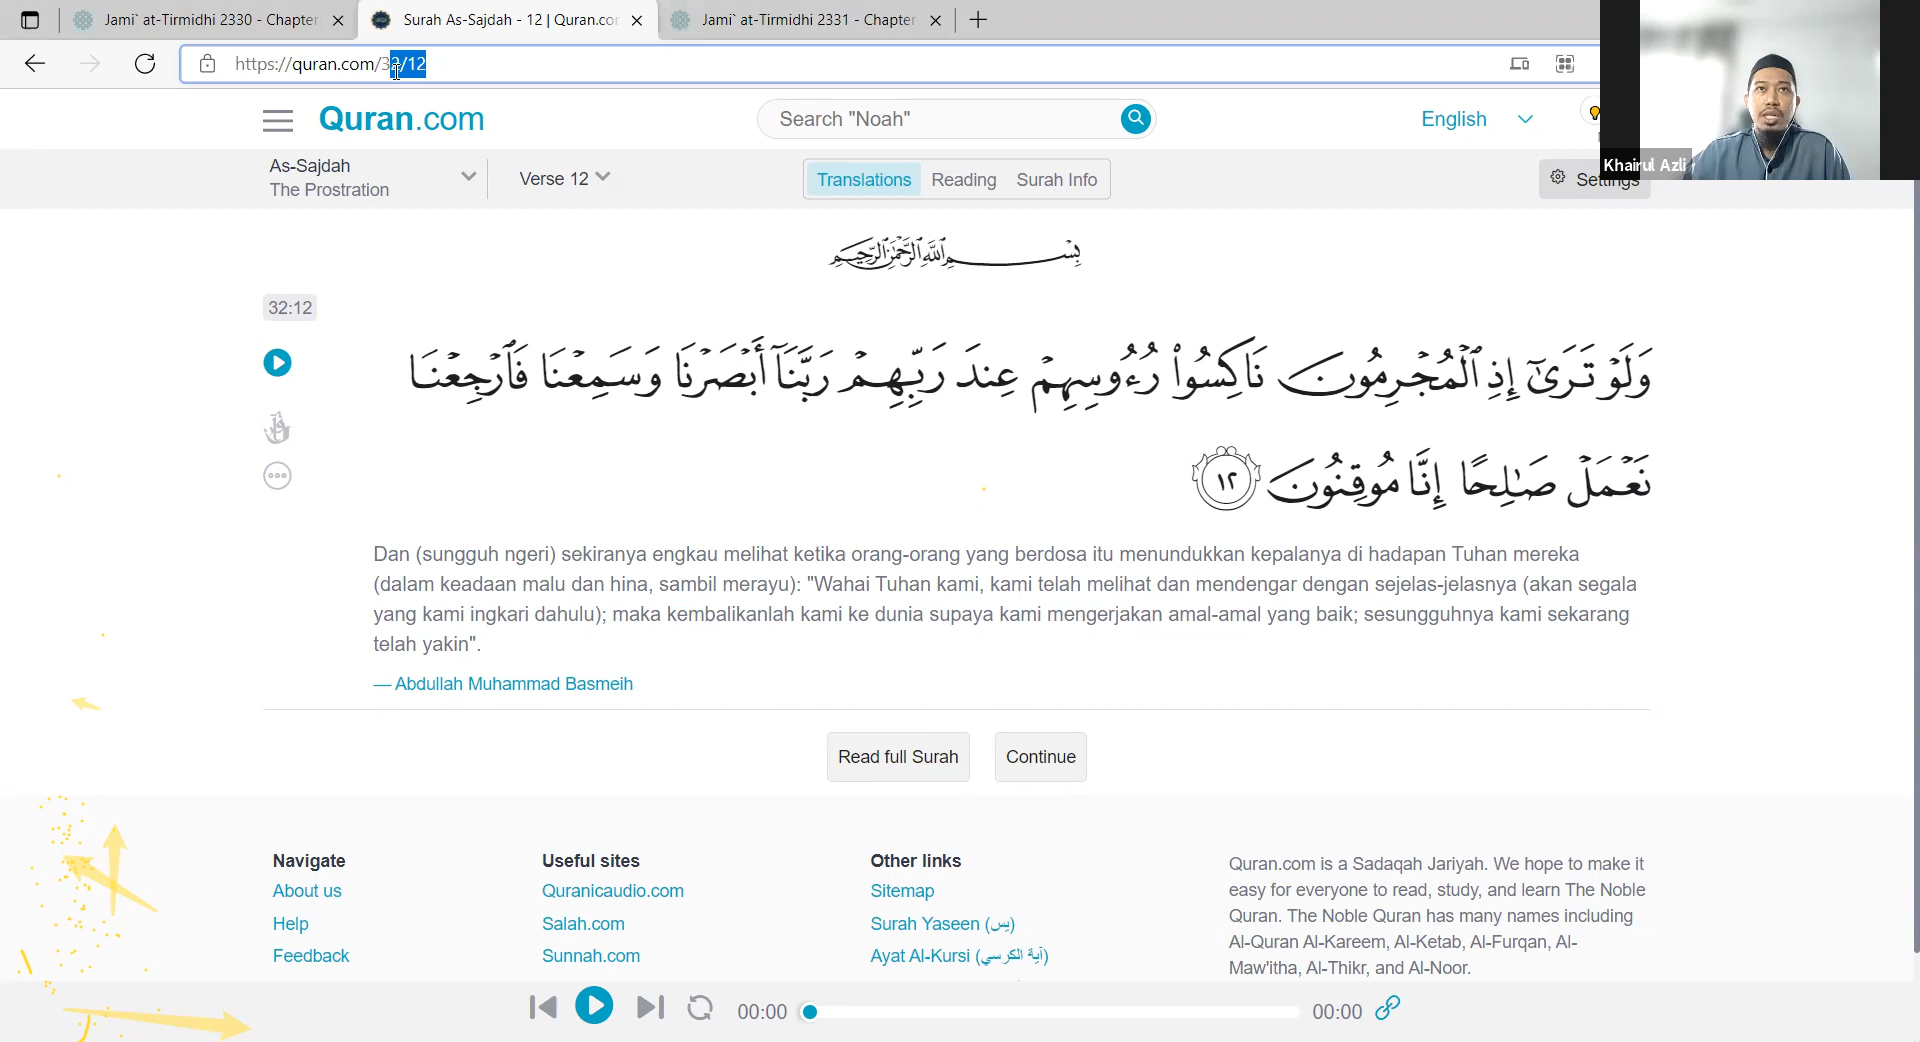 Jami` at-Tirmidhi 2330 - Chapter
Surah As-Sajdah - 12 | Quran.co
Jami` at-Tirmidhi 2331 - Chapter
https://quran.com/32/12
Quran.com
Search "Noah"
English
Khairul Azli
As-Sajdah
The Prostration
Verse 12
Translations
Reading
Surah Info
Settings
بِسْمِ ٱللَّهِ ٱلرَّحْمَٰنِ ٱلرَّحِيمِ
32:12
وَلَوْ تَرَىٰٓ إِذِ ٱلْمُجْرِمُونَ نَاكِسُوا۟ رُءُوسِهِمْ عِندَ رَبِّهِمْ رَبَّنَآ أَبْصَرْنَا وَسَمِعْنَا فَٱرْجِعْنَا
نَعْمَلْ صَٰلِحًا إِنَّا مُوقِنُونَ ١٢
Dan (sungguh ngeri) sekiranya engkau melihat ketika orang-orang yang berdosa itu menundukkan kepalanya di hadapan Tuhan mereka
(dalam keadaan malu dan hina, sambil merayu): "Wahai Tuhan kami, kami telah melihat dan mendengar dengan sejelas-jelasnya (akan segala
yang kami ingkari dahulu); maka kembalikanlah kami ke dunia supaya kami mengerjakan amal-amal yang baik; sesungguhnya kami sekarang
telah yakin".
— Abdullah Muhammad Basmeih
Read full Surah
Continue
Navigate
About us
Help
Feedback
Useful sites
Quranicaudio.com
Salah.com
Sunnah.com
Other links
Sitemap
Surah Yaseen (يس)
Ayat Al-Kursi (آية الكرسي)
Quran.com is a Sadaqah Jariyah. We hope to make it
easy for everyone to read, study, and learn The Noble
Quran. The Noble Quran has many names including
Al-Quran Al-Kareem, Al-Ketab, Al-Furqan, Al-
Maw'itha, Al-Thikr, and Al-Noor.
00:00
00:00